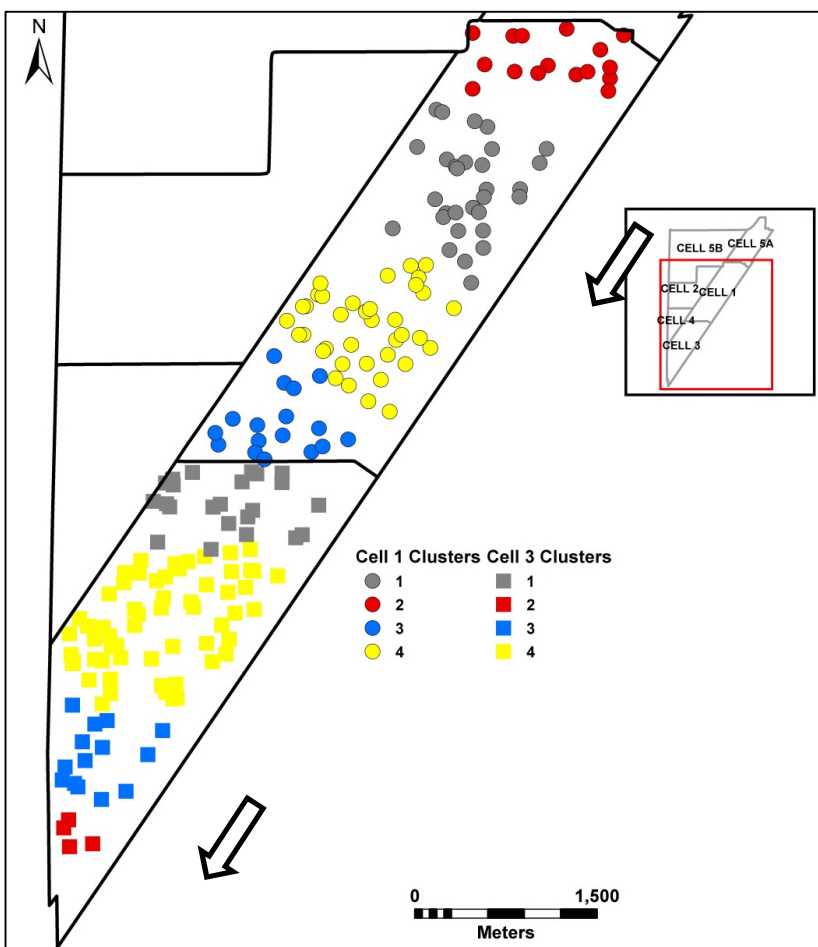 N
CELL 5B
CELL 5A
CELL 2
CELL 1
CELL 4
CELL 3
Cell 1 Clusters Cell 3 Clusters
1 1
2 2
3 3
4 4
0 1,500
Meters